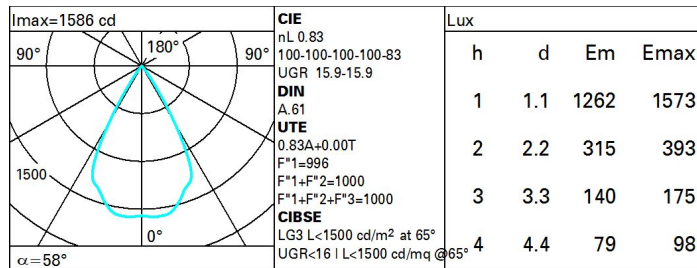 Imax=1586 cd
90° 180° 90°
1500
0°
α=58°
CIE
nL 0.83
100-100-100-100-83
UGR 15.9-15.9
DIN
A.61
UTE
0.83A+0.00T
F"1=996
F"1+F"2=1000
F"1+F"2+F"3=1000
CIBSE
LG3 L<1500 cd/m² at 65°
UGR<16 | L<1500 cd/mq @65°
Lux
h d Em Emax
1 1.1 1262 1573
2 2.2 315 393
3 3.3 140 175
4 4.4 79 98